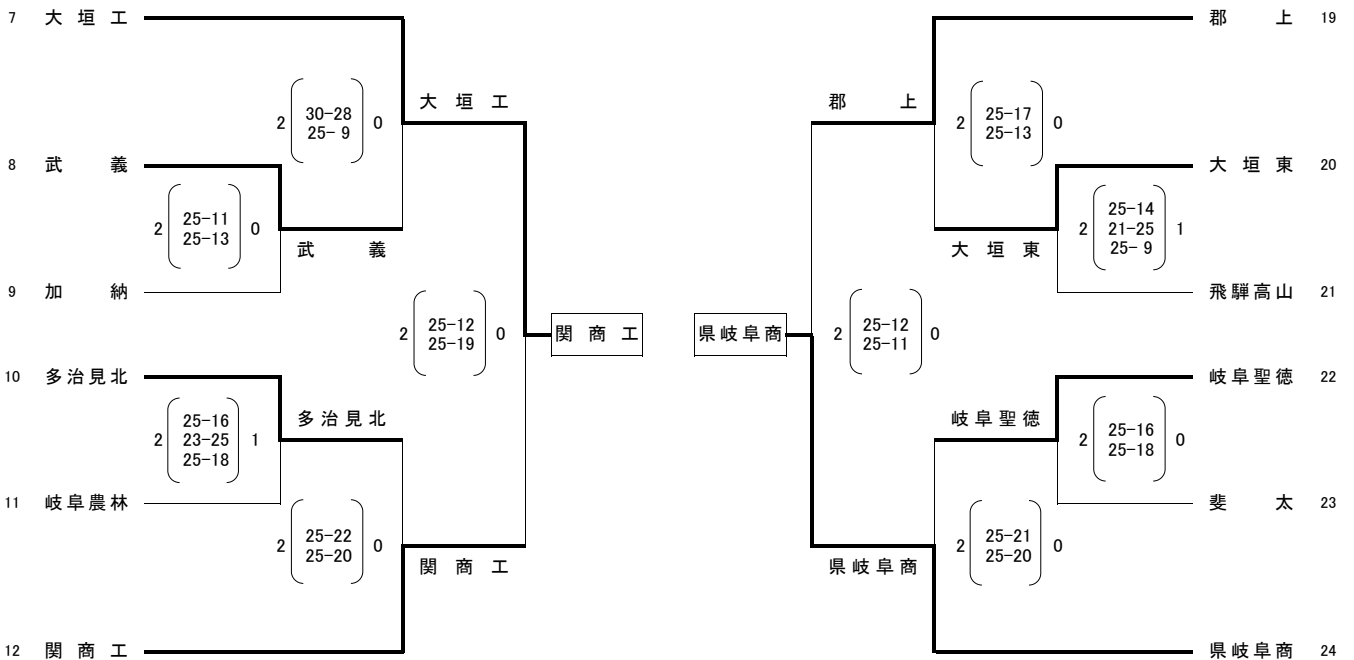 7 大垣工
大垣工
2 30-28 25-9 0
8 武義
2 25-11 25-13 0
武義
9 加納
2 25-12 25-19 0
関商工
10 多治見北
多治見北
2 25-16 23-25 25-18 1
11 岐阜農林
2 25-22 25-20 0
関商工
12 関商工
郡上 19
郡上
2 25-17 25-13 0
大垣東 20
2 25-14 21-25 25-9 1
大垣東
飛騨高山 21
県岐阜商
2 25-12 25-11 0
岐阜聖徳 22
岐阜聖徳
2 25-16 25-18 0
斐太 23
2 25-21 25-20 0
県岐阜商
県岐阜商 24